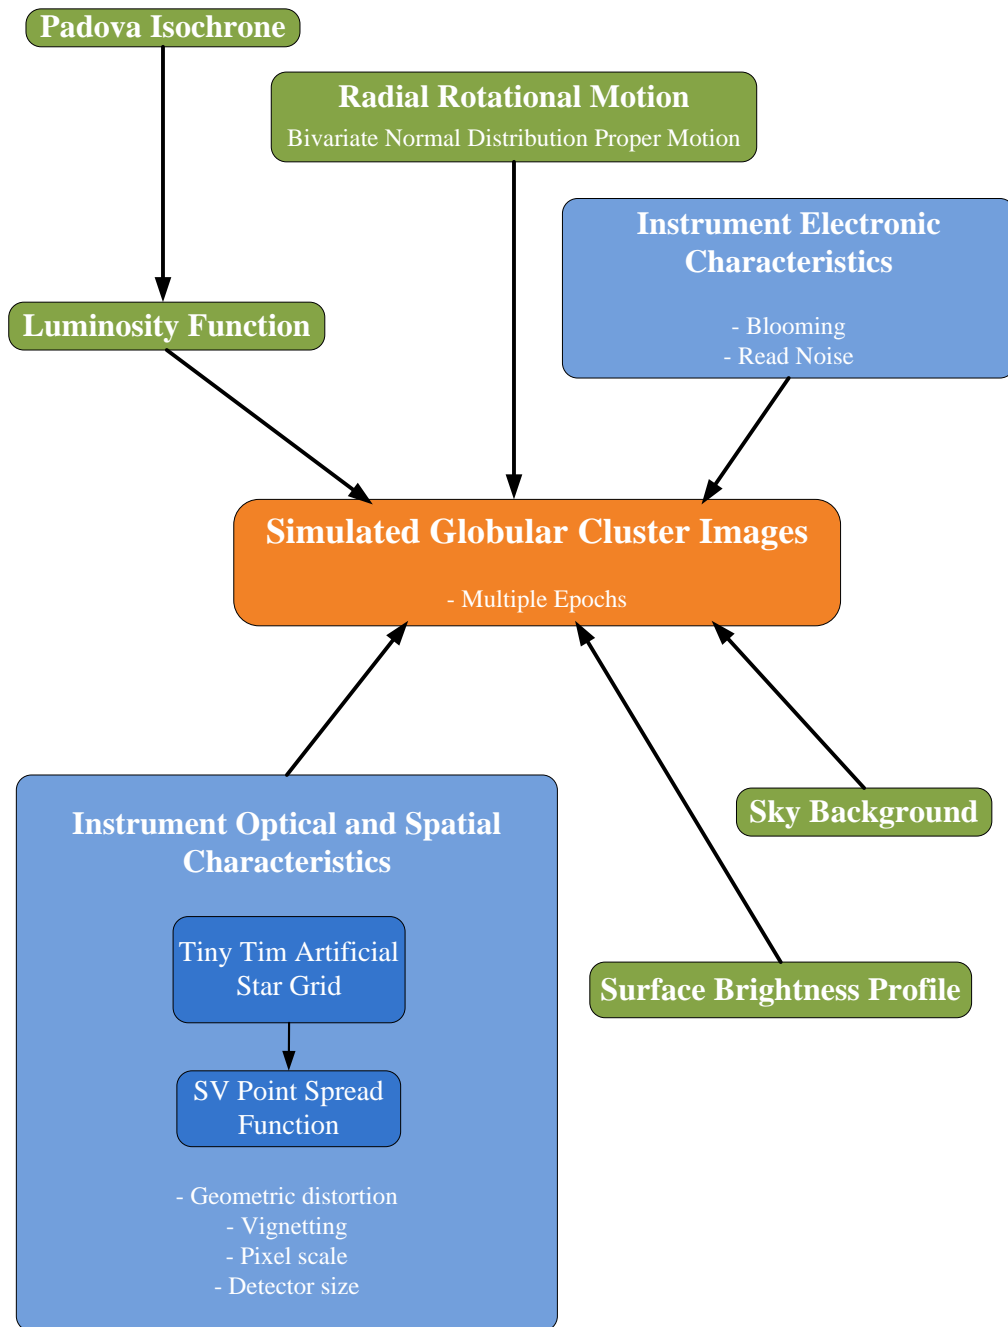 Padova Isochrone
Radial Rotational Motion
Bivariate Normal Distribution Proper Motion
Instrument Electronic
Characteristics
- Blooming
- Read Noise
Luminosity Function
Simulated Globular Cluster Images
- Multiple Epochs
Instrument Optical and Spatial
Characteristics
Tiny Tim Artificial
Star Grid
SV Point Spread
Function
- Geometric distortion
- Vignetting
- Pixel scale
- Detector size
Sky Background
Surface Brightness Profile